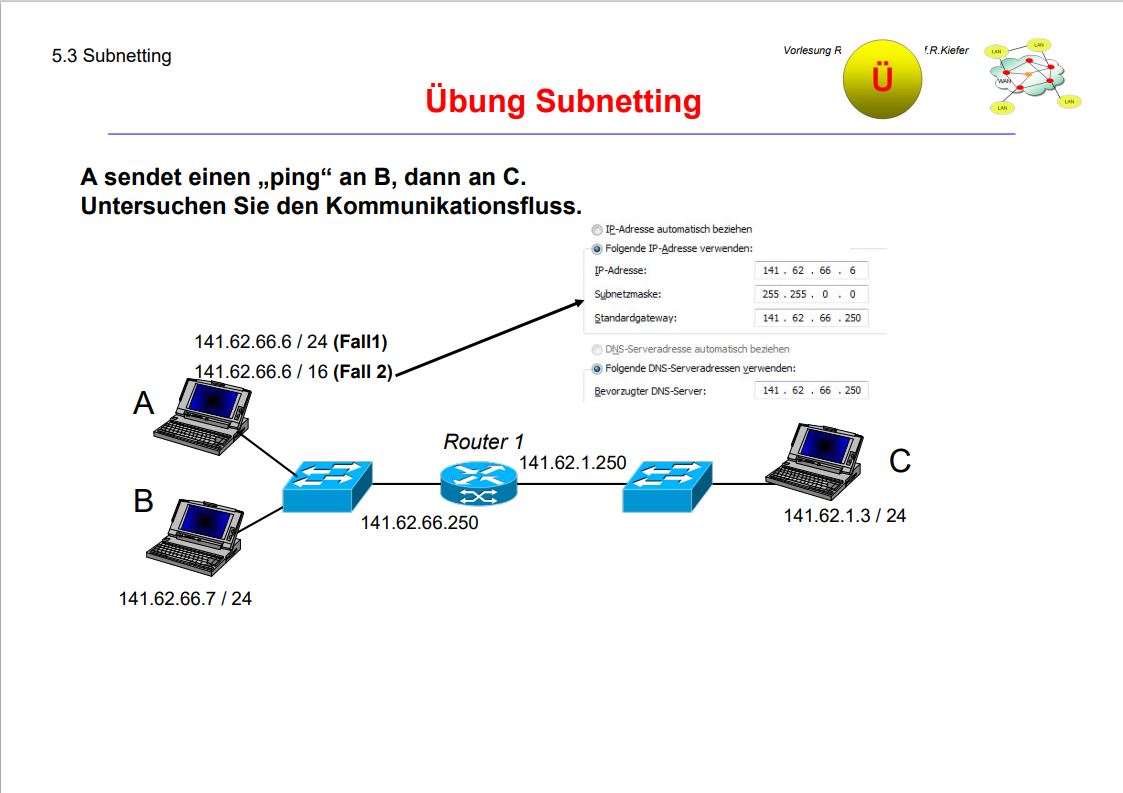 5.3 Subnetting
Vorlesung R
f.R.Kiefer
Ü
LAN
LAN
WAN
LAN
LAN
Übung Subnetting
A sendet einen „ping“ an B, dann an C.
Untersuchen Sie den Kommunikationsfluss.
IP-Adresse automatisch beziehen
Folgende IP-Adresse verwenden:
IP-Adresse: 141 . 62 . 66 . 6
Subnetzmaske: 255 . 255 . 0 . 0
Standardgateway: 141 . 62 . 66 . 250
DNS-Serveradresse automatisch beziehen
Folgende DNS-Serveradressen verwenden:
Bevorzugter DNS-Server: 141 . 62 . 66 . 250
141.62.66.6 / 24 (Fall1)
141.62.66.6 / 16 (Fall 2)
A
Router 1
141.62.1.250
C
B
141.62.66.250
141.62.1.3 / 24
141.62.66.7 / 24